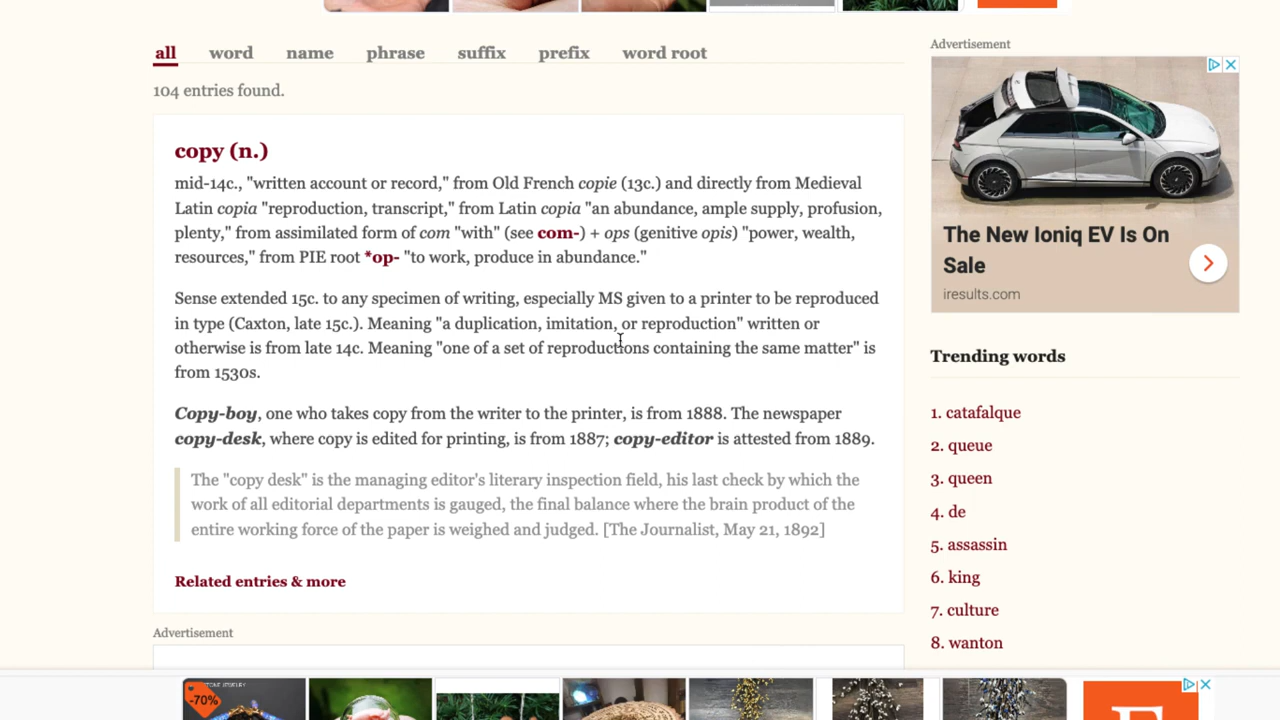 all word name phrase suffix prefix word root
104 entries found.
copy (n.)
mid-14c., "written account or record," from Old French copie (13c.) and directly from Medieval
Latin copia "reproduction, transcript," from Latin copia "an abundance, ample supply, profusion,
plenty," from assimilated form of com "with" (see com-) + ops (genitive opis) "power, wealth,
resources," from PIE root *op- "to work, produce in abundance."
Sense extended 15c. to any specimen of writing, especially MS given to a printer to be reproduced
in type (Caxton, late 15c.). Meaning "a duplication, imitation, or reproduction" written or
otherwise is from late 14c. Meaning "one of a set of reproductions containing the same matter" is
from 1530s.
Copy-boy, one who takes copy from the writer to the printer, is from 1888. The newspaper
copy-desk, where copy is edited for printing, is from 1887; copy-editor is attested from 1889.
The "copy desk" is the managing editor's literary inspection field, his last check by which the
work of all editorial departments is gauged, the final balance where the brain product of the
entire working force of the paper is weighed and judged. [The Journalist, May 21, 1892]
Related entries & more
Advertisement
Advertisement
The New Ioniq EV Is On
Sale
iresults.com
Trending words
1. catafalque
2. queue
3. queen
4. de
5. assassin
6. king
7. culture
8. wanton
-70%